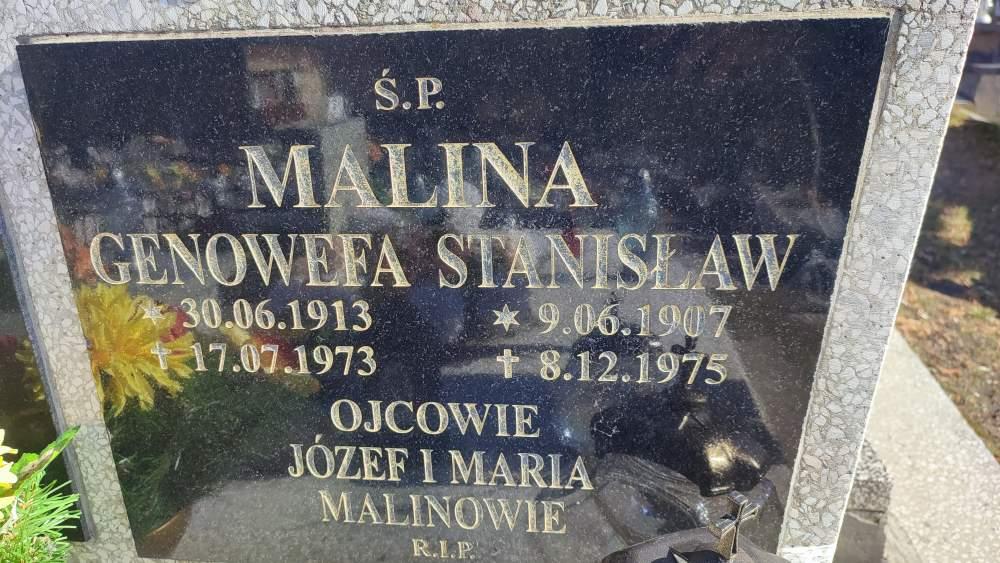 Ś.P.
MALINA
GENOWEFA STANISŁAW
* 30.06.1913 * 9.06.1907
✝ 17.07.1973 ✝ 8.12.1975
OJCOWIE
JÓZEF I MARIA
MALINOWIE
R.I.P.